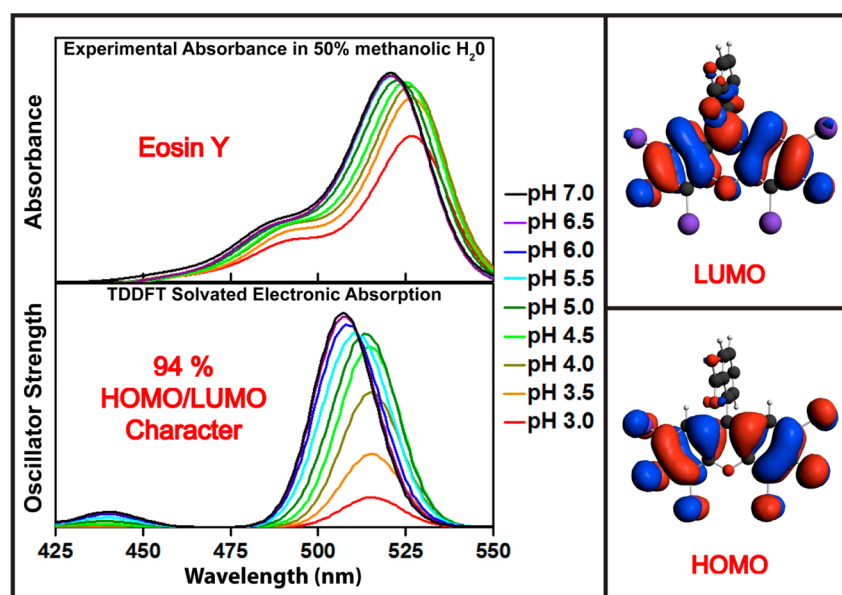 Experimental Absorbance in 50% methanolic H20
Eosin Y
Absorbance
TDDFT Solvated Electronic Absorption
94 %
HOMO/LUMO
Character
Oscillator Strength
425 450 475 500 525 550
Wavelength (nm)
pH 7.0
pH 6.5
pH 6.0
pH 5.5
pH 5.0
pH 4.5
pH 4.0
pH 3.5
pH 3.0
LUMO
HOMO